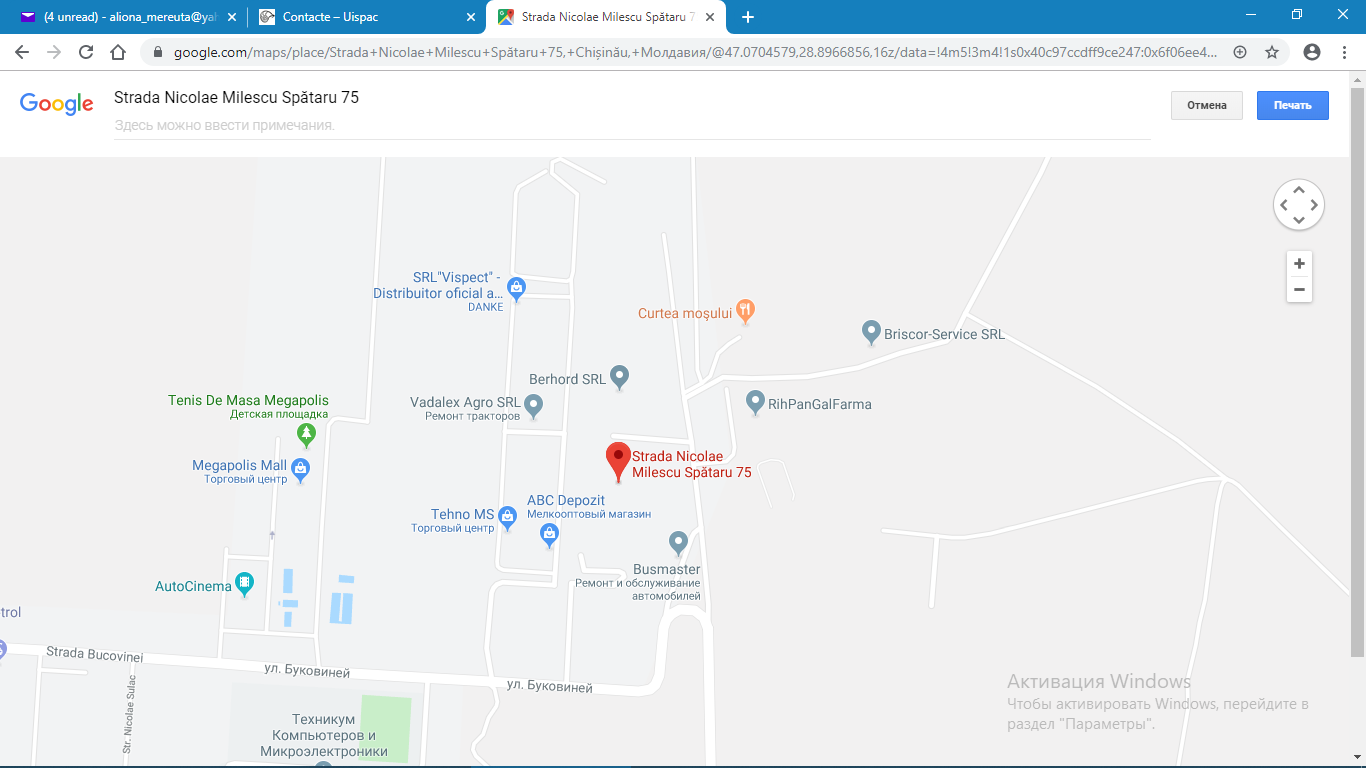 (4 unread) - aliona_mereuta@yah
Contacte – Uispac
Strada Nicolae Milescu Spătaru 7
google.com/maps/place/Strada+Nicolae+Milescu+Spătaru+75,+Chișinău,+Молдавия/@47.0704579,28.8966856,16z/data=!4m5!3m4!1s0x40c97ccdff9ce247:0x6f06ee4...
Google
Strada Nicolae Milescu Spătaru 75
Здесь можно ввести примечания.
Отмена
Печать
SRL"Vispect" -
Distribuitor oficial a...
DANKE
Curtea moşului
Briscor-Service SRL
Berhord SRL
Vadalex Agro SRL
Ремонт тракторов
RihPanGalFarma
Tenis De Masa Megapolis
Детская площадка
Megapolis Mall
Торговый центр
Strada Nicolae
Milescu Spătaru 75
ABC Depozit
Мелкооптовый магазин
Tehno MS
Торговый центр
Busmaster
Ремонт и обслуживание
автомобилей
AutoCinema
etrol
Strada Bucovinei
ул. Буковиней
ул. Буковиней
Str. Nicolae Sulac
Техникум
Компьютеров и
Микроэлектроники
Активация Windows
Чтобы активировать Windows, перейдите в
раздел "Параметры".